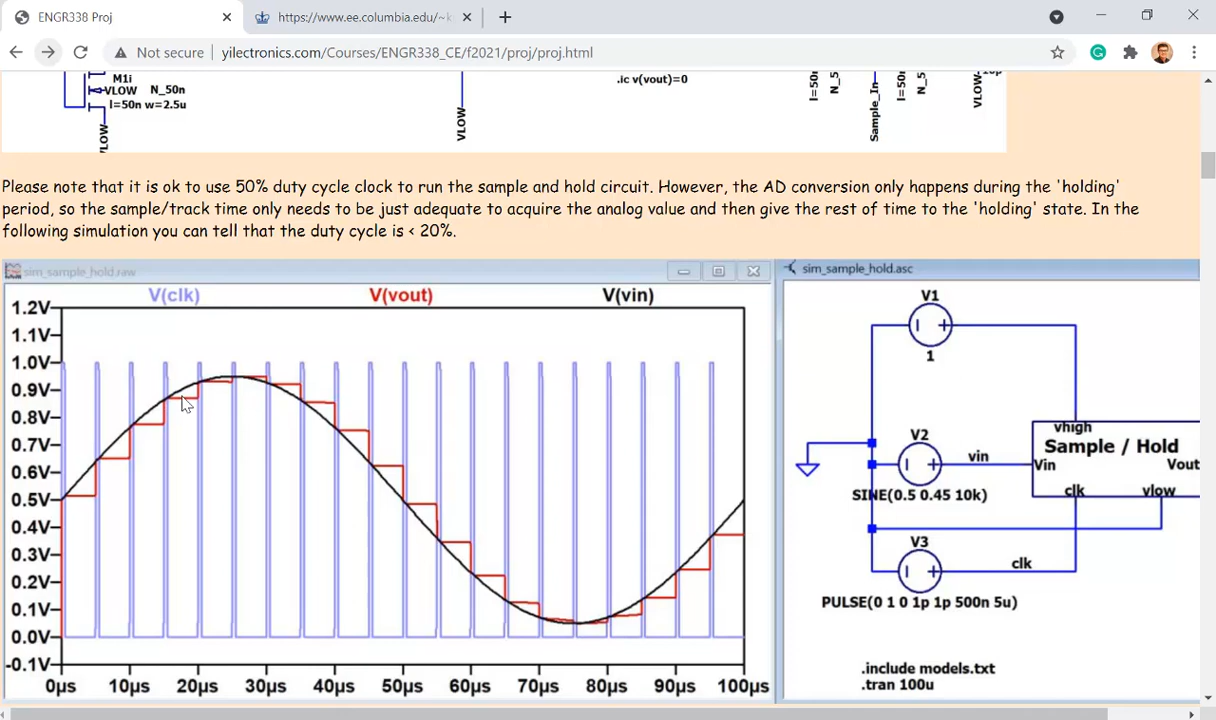 ENGR338 Proj
https://www.ee.columbia.edu/~k
Not secure
yilectronics.com/Courses/ENGR338_CE/f2021/proj/proj.html
M1i
VLOW N_50n
l=50n w=2.5u
VLOW
VLOW
.ic v(vout)=0
l=50n
N_5
Sample_In
l=50n
N_5
VLOW
10p
Please note that it is ok to use 50% duty cycle clock to run the sample and hold circuit. However, the AD conversion only happens during the 'holding'
period, so the sample/track time only needs to be just adequate to acquire the analog value and then give the rest of time to the 'holding' state. In the
following simulation you can tell that the duty cycle is < 20%.
sim_sample_hold.raw
V(clk) V(vout) V(vin)
1.2V
1.1V
1.0V
0.9V
0.8V
0.7V
0.6V
0.5V
0.4V
0.3V
0.2V
0.1V
0.0V
-0.1V
0µs 10µs 20µs 30µs 40µs 50µs 60µs 70µs 80µs 90µs 100µs
sim_sample_hold.asc
V1
1
vhigh
Sample / Hold
V2
vin
Vin
Vout
SINE(0.5 0.45 10k)
clk
vlow
V3
clk
PULSE(0 1 0 1p 1p 500n 5u)
.include models.txt
.tran 100u